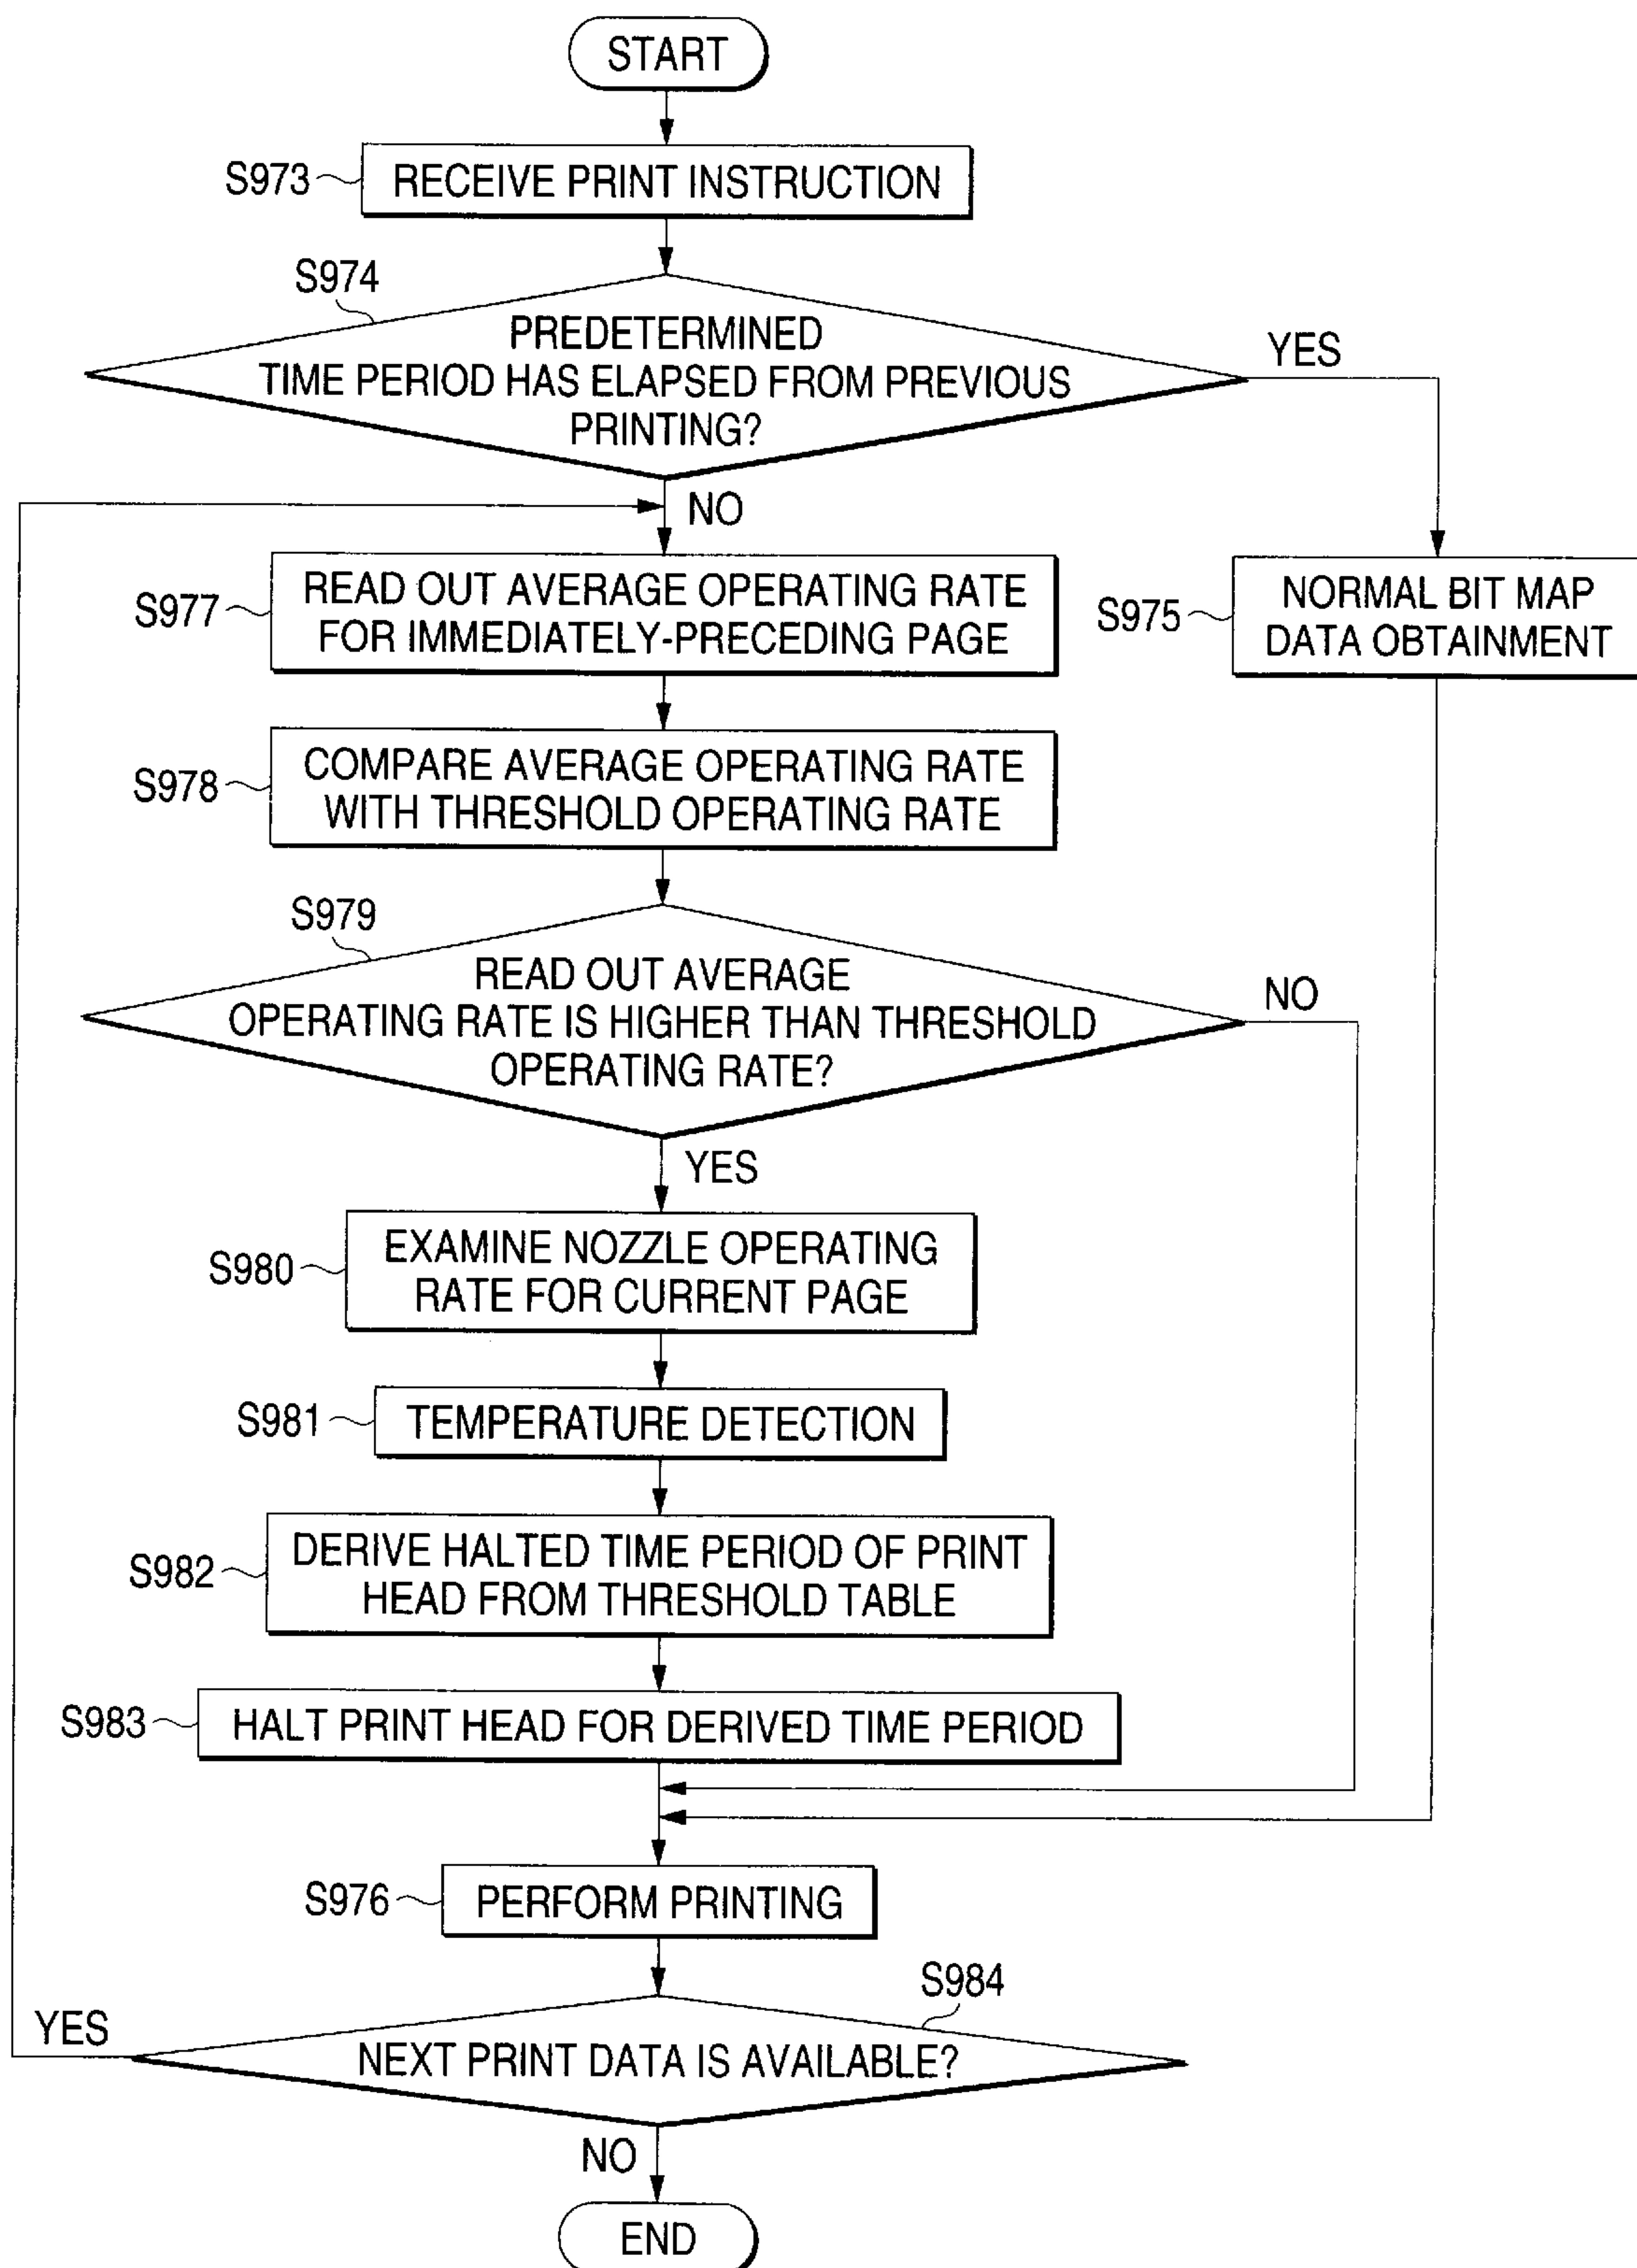 START
S973
RECEIVE PRINT INSTRUCTION
S974
PREDETERMINED
TIME PERIOD HAS ELAPSED FROM PREVIOUS
PRINTING?
YES
NO
S977
READ OUT AVERAGE OPERATING RATE
FOR IMMEDIATELY-PRECEDING PAGE
S975
NORMAL BIT MAP
DATA OBTAINMENT
S978
COMPARE AVERAGE OPERATING RATE
WITH THRESHOLD OPERATING RATE
S979
READ OUT AVERAGE
OPERATING RATE IS HIGHER THAN THRESHOLD
OPERATING RATE?
NO
YES
S980
EXAMINE NOZZLE OPERATING
RATE FOR CURRENT PAGE
S981
TEMPERATURE DETECTION
S982
DERIVE HALTED TIME PERIOD OF PRINT
HEAD FROM THRESHOLD TABLE
S983
HALT PRINT HEAD FOR DERIVED TIME PERIOD
S976
PERFORM PRINTING
S984
YES
NEXT PRINT DATA IS AVAILABLE?
NO
END